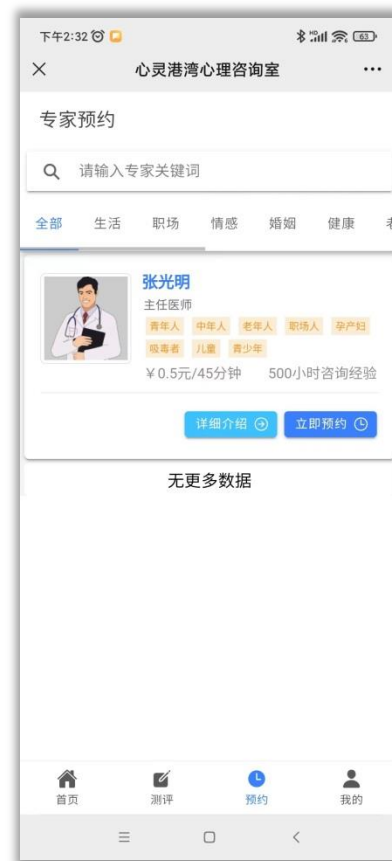 下午2:32 HD 63
心灵港湾心理咨询室
专家预约
请输入专家关键词
全部 生活 职场 情感 婚姻 健康
张光明
主任医师
青年人 中年人 老年人 职场人 孕产妇
吸毒者 儿童 青少年
￥0.5元/45分钟 500小时咨询经验
详细介绍 立即预约
无更多数据
首页 测评 预约 我的